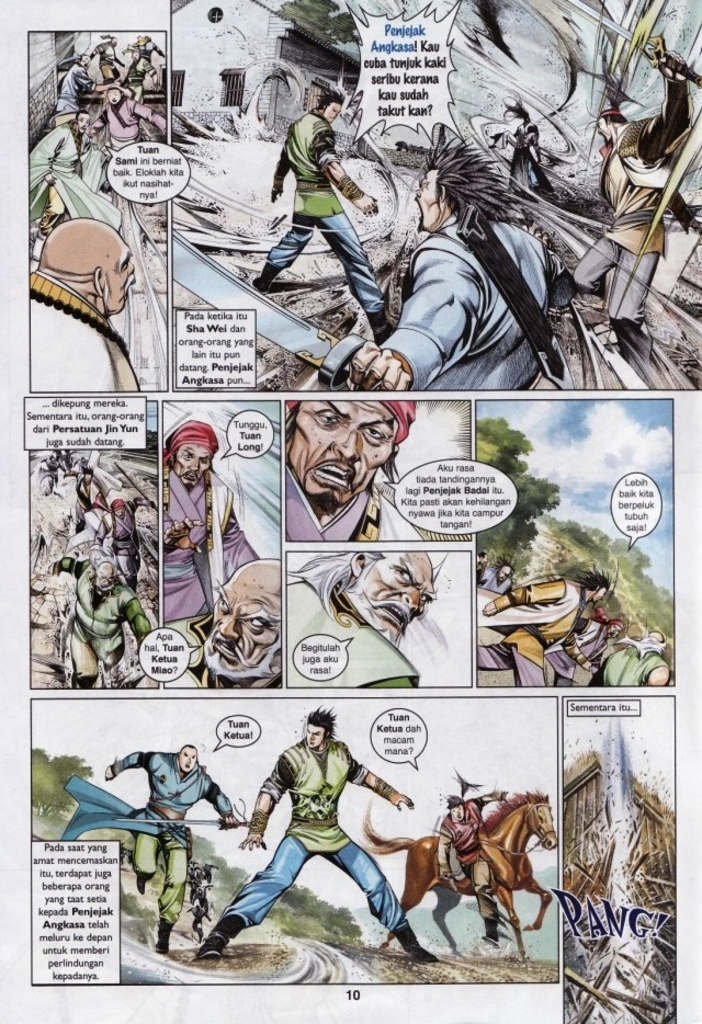 Tuan
Sami ini berniat
baik. Eloklah kita
ikut nasihat-
nya!
Penjejak
Angkasa! Kau
cuba tunjuk kaki
seribu kerana
kau sudah
takut kan?
Pada ketika itu
Sha Wei dan
orang-orang yang
lain itu pun
datang. Penjejak
Angkasa pun...
... dikepung mereka.
Sementara itu, orang-orang
dari Persatuan Jin Yun
juga sudah datang.
Tunggu,
Tuan
Long!
Apa
hal, Tuan
Ketua
Miao?
Aku rasa
tiada tandingannya
lagi Penjejak Badai itu.
Kita pasti akan kehilangan
nyawa jika kita campur
tangan!
Begitulah
juga aku
rasa!
Lebih
baik kita
berpeluk
tubuh
saja!
Tuan
Ketua!
Tuan
Ketua dah
macam
mana?
Pada saat yang
amat mencemaskan
itu, terdapat juga
beberapa orang
yang taat setia
kepada Penjejak
Angkasa telah
meluru ke depan
untuk memberi
perlindungan
kepadanya.
Sementara itu...
PANG!
10